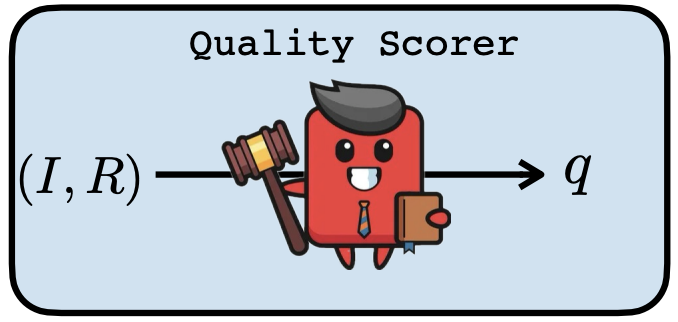 Quality Scorer
(I, R)
q